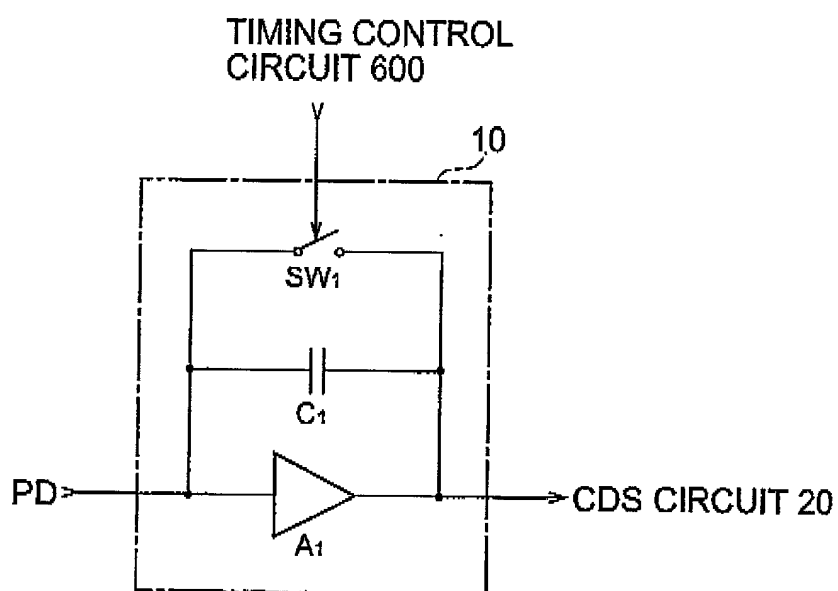 TIMING CONTROL
CIRCUIT 600
10
SW1
C1
PD
A1
CDS CIRCUIT 20